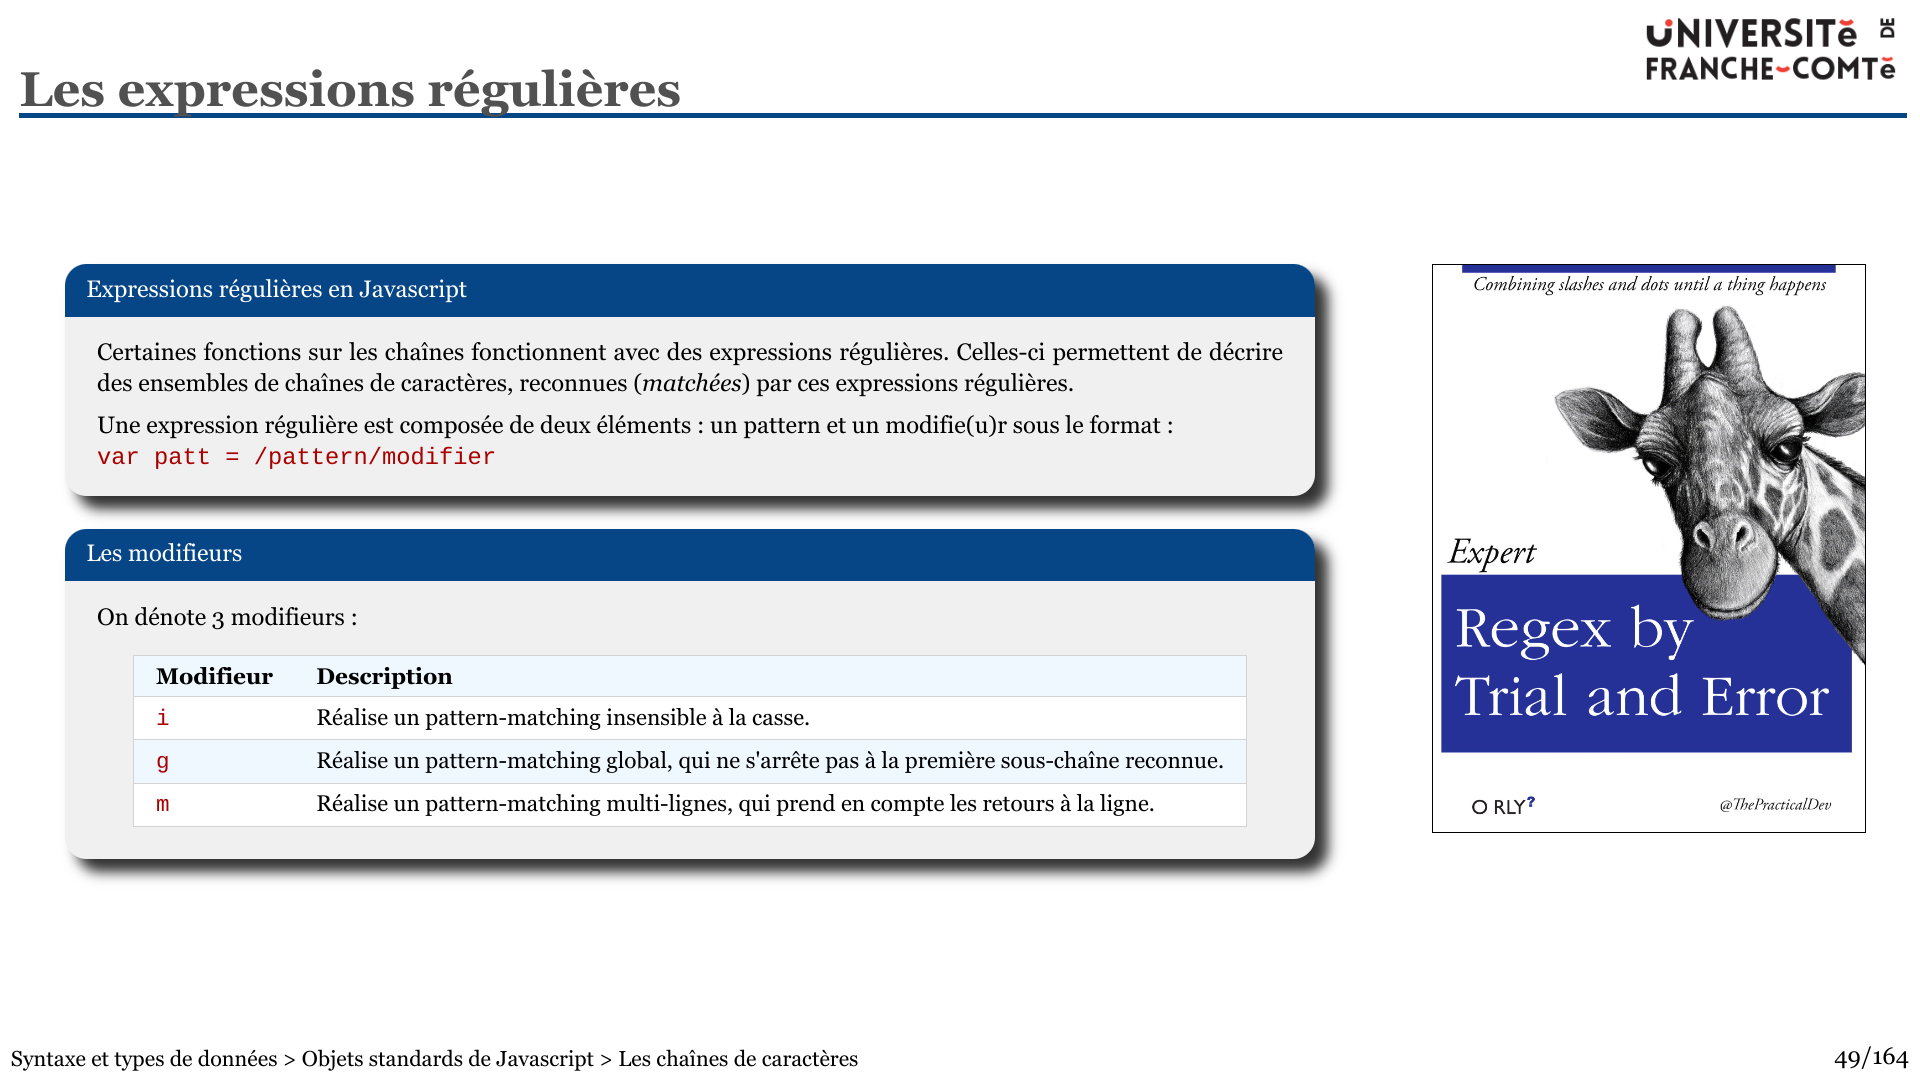 UNIVERSITé DE
FRANCHE-COMTé
Les expressions régulières
Expressions régulières en Javascript
Certaines fonctions sur les chaînes fonctionnent avec des expressions régulières. Celles-ci permettent de décrire
des ensembles de chaînes de caractères, reconnues (matchées) par ces expressions régulières.
Une expression régulière est composée de deux éléments : un pattern et un modifie(u)r sous le format :
var patt = /pattern/modifier
Les modifieurs
On dénote 3 modifieurs :
Modifieur Description
i Réalise un pattern-matching insensible à la casse.
g Réalise un pattern-matching global, qui ne s'arrête pas à la première sous-chaîne reconnue.
m Réalise un pattern-matching multi-lignes, qui prend en compte les retours à la ligne.
Combining slashes and dots until a thing happens
Expert
Regex by
Trial and Error
O RLY?
@ThePracticalDev
Syntaxe et types de données > Objets standards de Javascript > Les chaînes de caractères
49/164